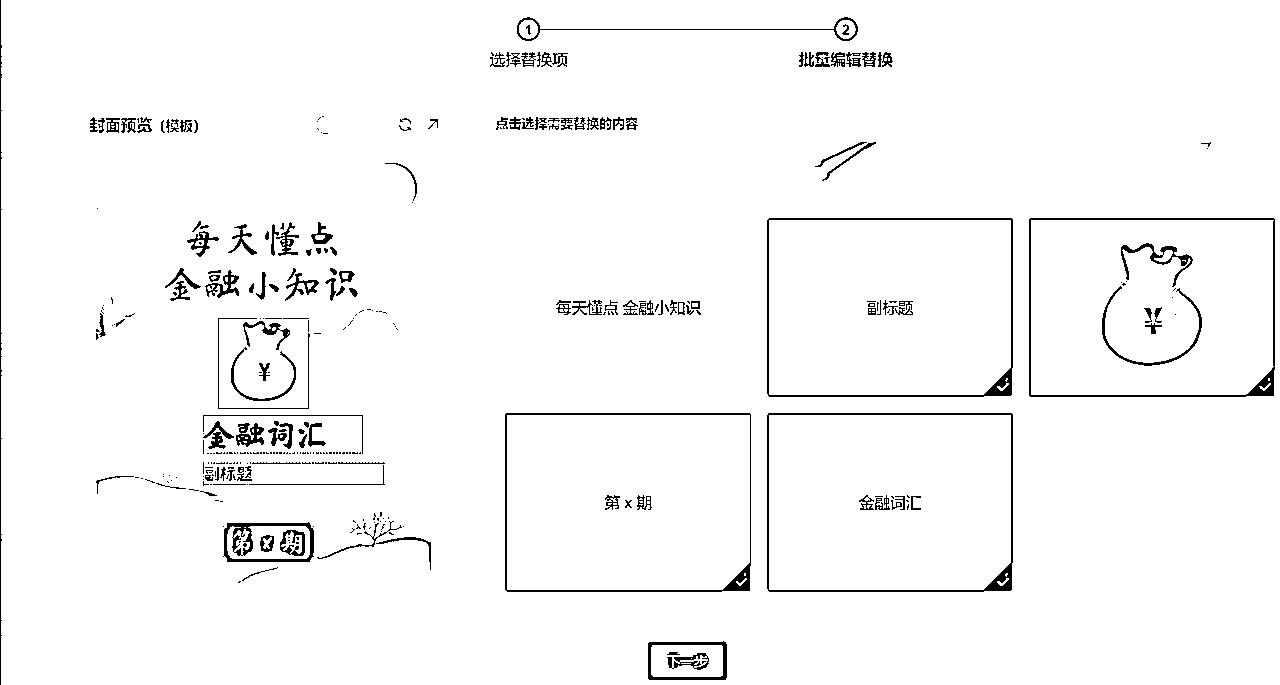 1
2
选择替换项
批量编辑替换
封面预览（模板）
点击选择需要替换的内容
每天懂点
金融小知识
¥
金融词汇
副标题
第 x 期
每天懂点 金融小知识
副标题
¥
第 x 期
金融词汇
下一步